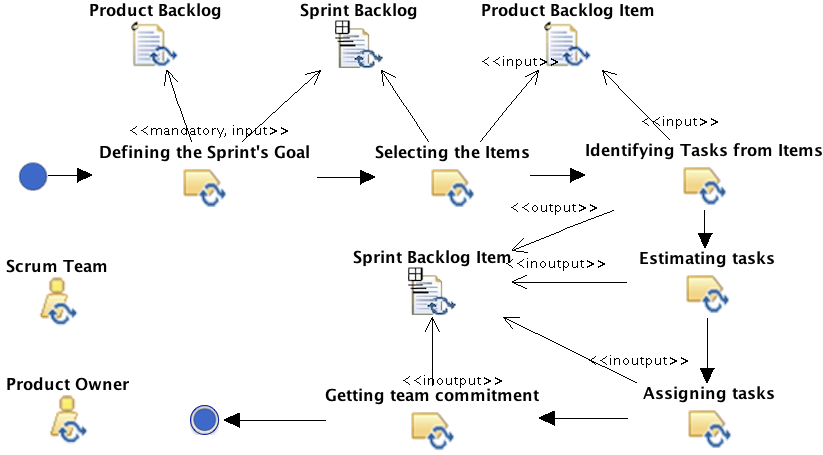 Product Backlog
Sprint Backlog
Product Backlog Item
<<input>>
<<mandatory, input>>
<<input>>
Defining the Sprint's Goal
Selecting the Items
Identifying Tasks from Items
<<output>>
Sprint Backlog Item
<<inoutput>>
Estimating tasks
Scrum Team
<<inoutput>>
<<inoutput>>
Product Owner
Getting team commitment
Assigning tasks